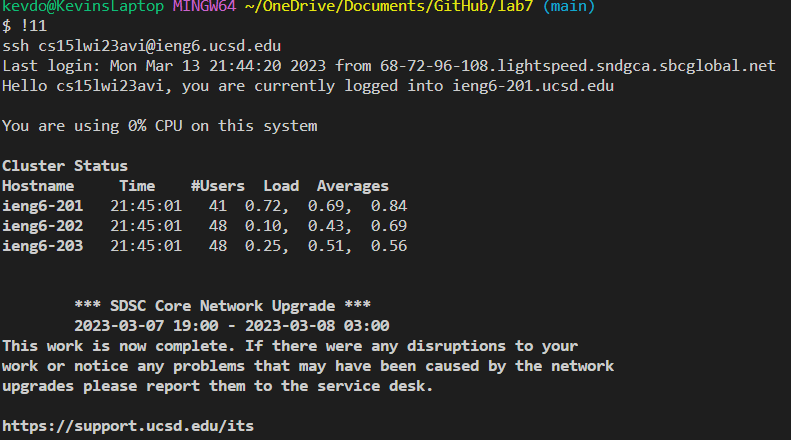 kevdo@KevinsLaptop MINGW64 ~/OneDrive/Documents/GitHub/lab7 (main)
$ !11
ssh cs15lwi23avi@ieng6.ucsd.edu
Last login: Mon Mar 13 21:44:20 2023 from 68-72-96-108.lightspeed.sndgca.sbcglobal.net
Hello cs15lwi23avi, you are currently logged into ieng6-201.ucsd.edu
You are using 0% CPU on this system
Cluster Status
Hostname     Time    #Users  Load  Averages
ieng6-201   21:45:01   41  0.72,  0.69,  0.84
ieng6-202   21:45:01   48  0.10,  0.43,  0.69
ieng6-203   21:45:01   48  0.25,  0.51,  0.56
*** SDSC Core Network Upgrade ***
2023-03-07 19:00 - 2023-03-08 03:00
This work is now complete. If there were any disruptions to your
work or notice any problems that may have been caused by the network
upgrades please report them to the service desk.
https://support.ucsd.edu/its